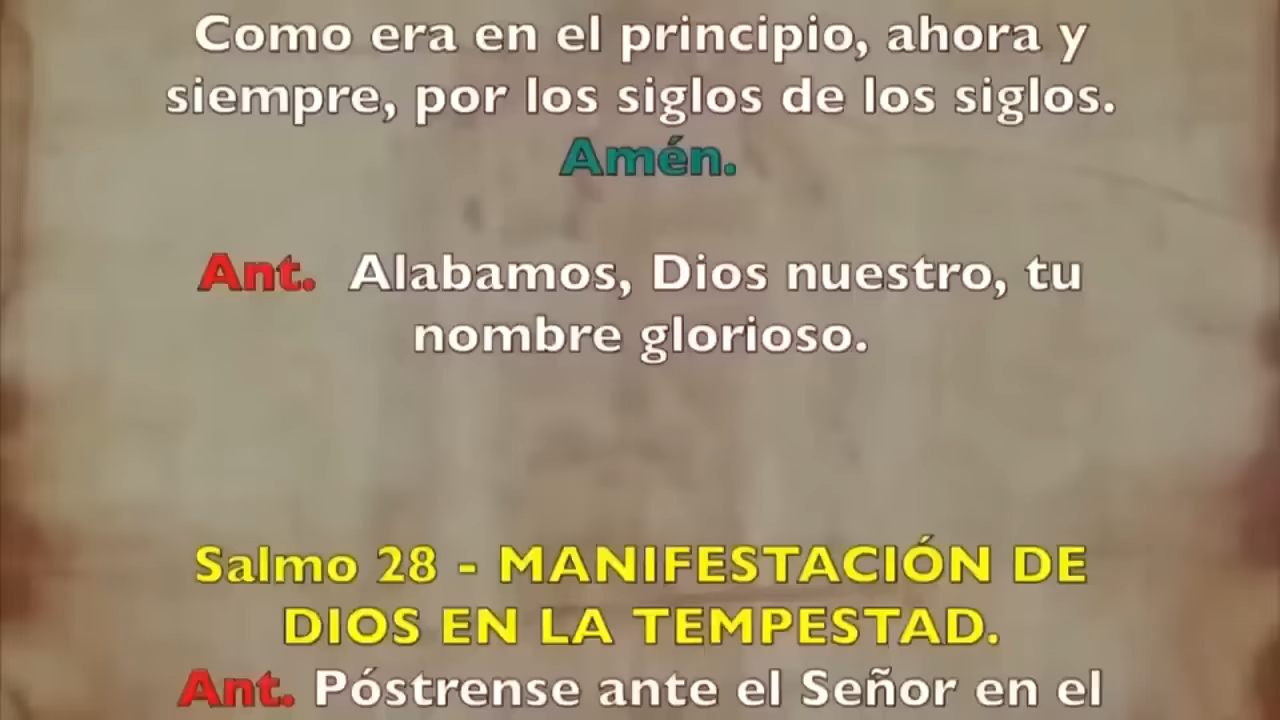 Como era en el principio, ahora y
siempre, por los siglos de los siglos.
Amén.
Ant. Alabamos, Dios nuestro, tu
nombre glorioso.
Salmo 28 - MANIFESTACIÓN DE
DIOS EN LA TEMPESTAD.
Ant. Póstrense ante el Señor en el